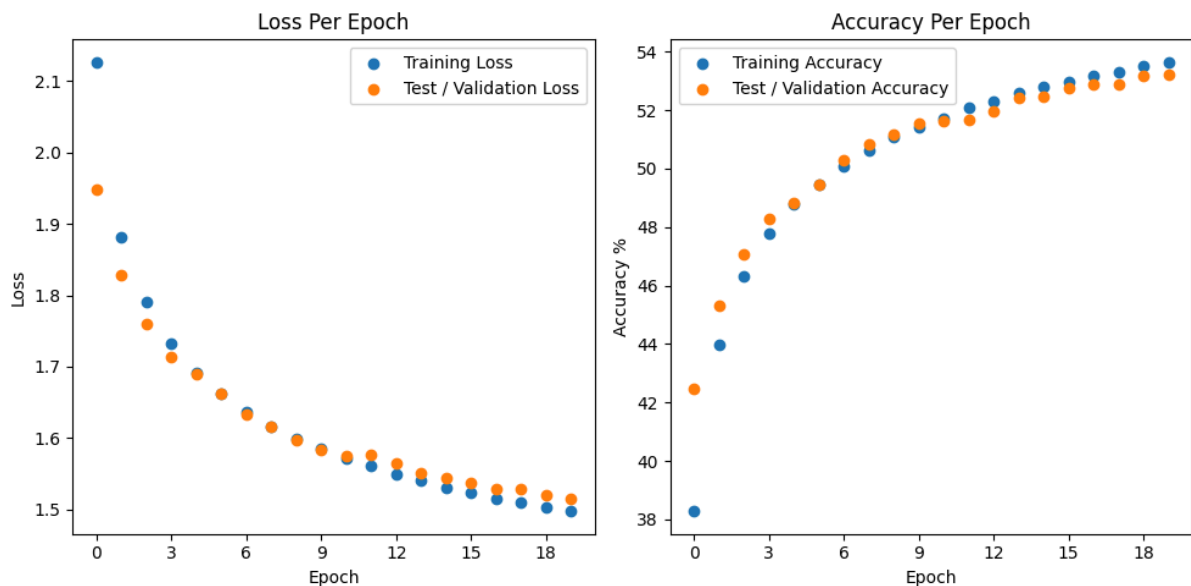 Loss Per Epoch
Training Loss
Test / Validation Loss
2.1
2.0
1.9
1.8
1.7
1.6
1.5
Loss
0 3 6 9 12 15 18
Epoch
Accuracy Per Epoch
Training Accuracy
Test / Validation Accuracy
54
52
50
48
46
44
42
40
38
Accuracy %
0 3 6 9 12 15 18
Epoch